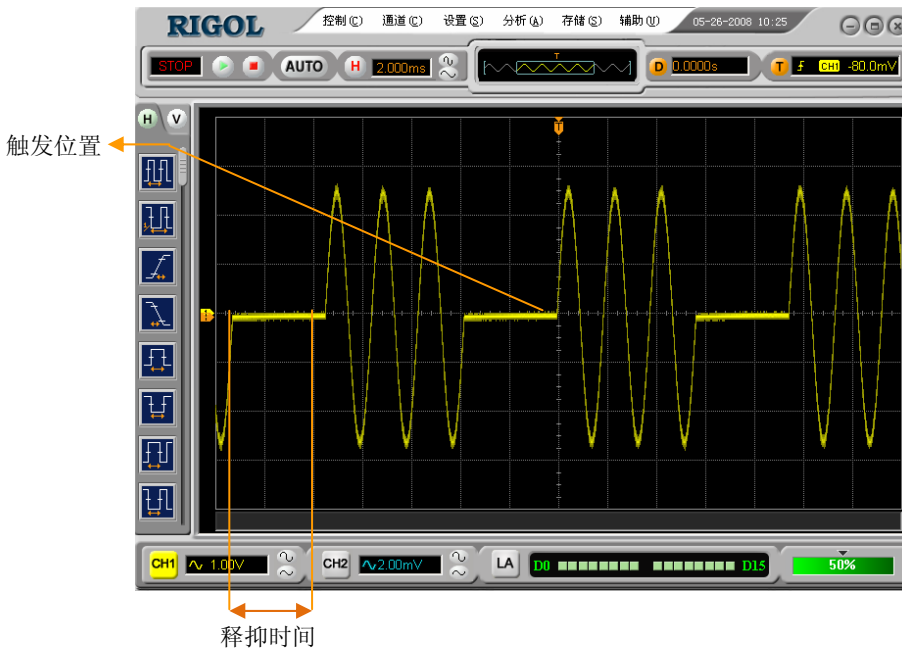 RIGOL 控制(C) 通道(C) 设置(S) 分析(A) 存储(S) 辅助(U) 05-26-2008 10:25
STOP AUTO H 2.000ms T D 0.0000s T CH1 -80.0mV
H V
T
触发位置
CH1 1.00V CH2 2.00mV LA D0 D15 50%
释抑时间